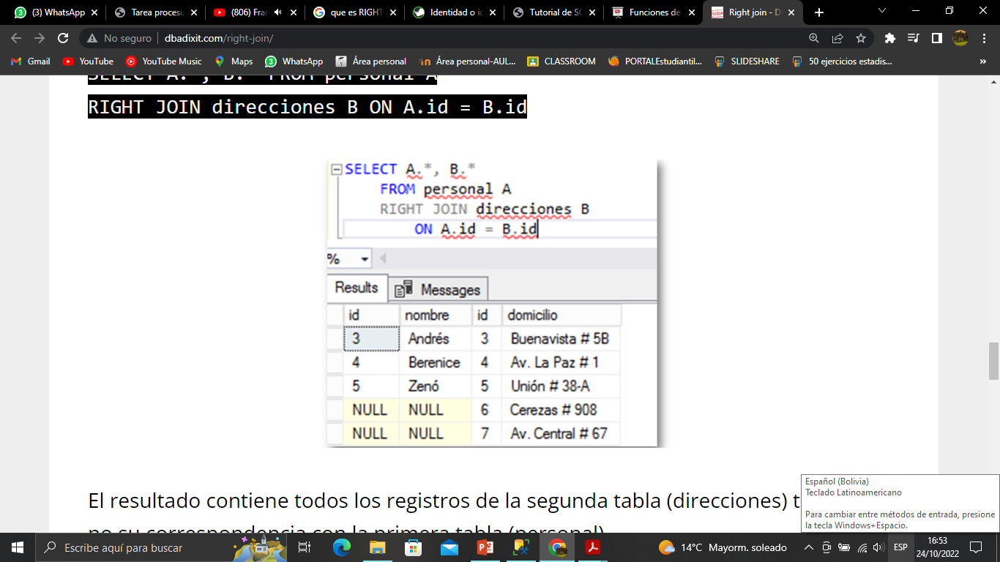 (3) WhatsApp
Tarea procesu
(806) Fra
que es RIGHT
Identidad o ic
Tutorial de SC
Funciones de
Right join - D
No seguro
dbadixit.com/right-join/
Gmail
YouTube
YouTube Music
Maps
WhatsApp
Área personal
Área personal-AUL...
CLASSROOM
PORTALEstudiantil...
SLIDESHARE
50 ejercicios estadis...
»
SELECT A.*, B.* FROM personal A
RIGHT JOIN direcciones B ON A.id = B.id
SELECT A.*, B.*
FROM personal A
RIGHT JOIN direcciones B
ON A.id = B.id
%
Results
Messages
id nombre id domicilio
3 Andrés 3 Buenavista # 5B
4 Berenice 4 Av. La Paz # 1
5 Zenó 5 Unión # 38-A
NULL NULL 6 Cerezas # 908
NULL NULL 7 Av. Central # 67
El resultado contiene todos los registros de la segunda tabla (direcciones) t
no su correspondencia con la primera tabla (personal)
Español (Bolivia)
Teclado Latinoamericano
Para cambiar entre métodos de entrada, presione
la tecla Windows+Espacio.
Escribe aquí para buscar
14°C Mayorm. soleado
ESP
16:53
24/10/2022